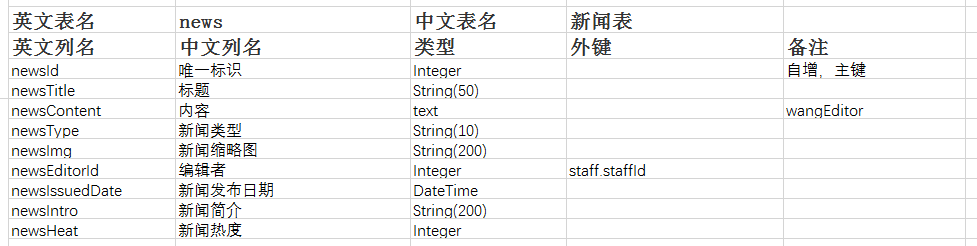 英文表名 news 中文表名 新闻表
英文列名 中文列名 类型 外键 备注
newsId 唯一标识 Integer 自增，主键
newsTitle 标题 String(50)
newsContent 内容 text wangEditor
newsType 新闻类型 String(10)
newsImg 新闻缩略图 String(200)
newsEditorId 编辑者 Integer staff.staffId
newsIssuedDate 新闻发布日期 DateTime
newsIntro 新闻简介 String(200)
newsHeat 新闻热度 Integer